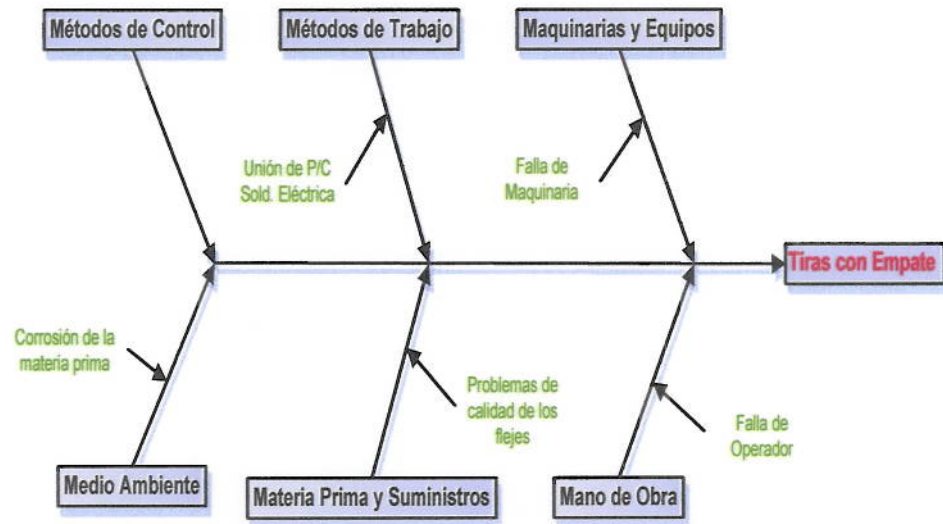 Métodos de Control
Métodos de Trabajo
Maquinarias y Equipos
Unión de P/C
Sold. Eléctrica
Falla de
Maquinaria
Tiras con Empate
Corrosión de la
materia prima
Problemas de
calidad de los
flejes
Falla de
Operador
Medio Ambiente
Materia Prima y Suministros
Mano de Obra